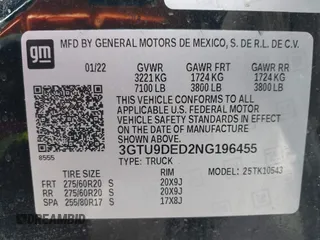 gm
MFD BY GENERAL MOTORS DE MEXICO, S. DE R.L. DE C.V.
01/22 GVWR GAWR FRT GAWR RR
3221 KG 1724 KG 1724 KG
7100 LB 3800 LB 3800 LB
THIS VEHICLE CONFORMS TO ALL APPLICABLE U.S. FEDERAL MOTOR VEHICLE SAFETY STANDARDS IN EFFECT ON THE DATE OF MANUFACTURE SHOWN ABOVE.
3GTU9DED2NG196455
8555 TYPE: TRUCK
TIRE SIZE RIM MODEL: 2STK10543
FRT 275/60R20 S 20X9J
RR 275/60R20 S 20X9J
SPA 255/80R17 S 17X8J
DREAMBID